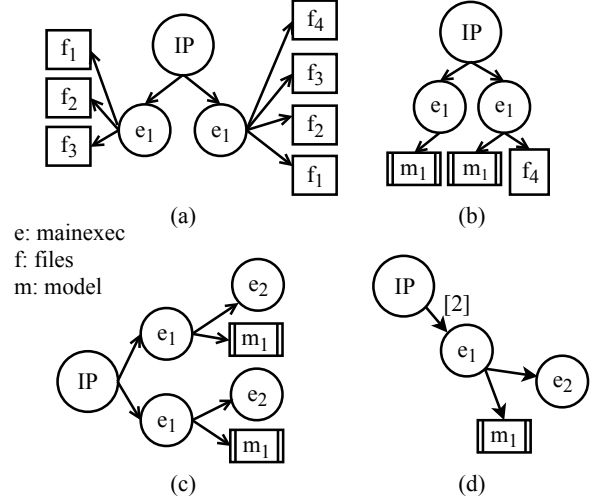 IP
f₁
f₂
f₃
e₁
e₁
f₄
f₃
f₂
f₁
(a)
IP
e₁
e₁
m₁
m₁
f₄
(b)
e: mainexec
f: files
m: model
IP
e₁
e₂
m₁
e₁
e₂
m₁
(c)
IP
[2]
e₁
e₂
m₁
(d)